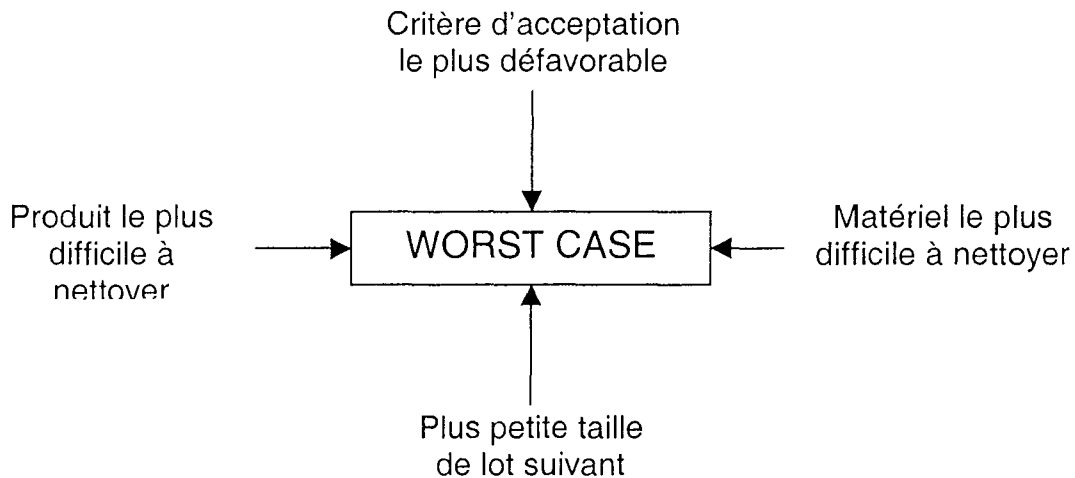 Critère d'acceptation
le plus défavorable
Produit le plus
difficile à
nettoyer
WORST CASE
Matériel le plus
difficile à nettoyer
Plus petite taille
de lot suivant